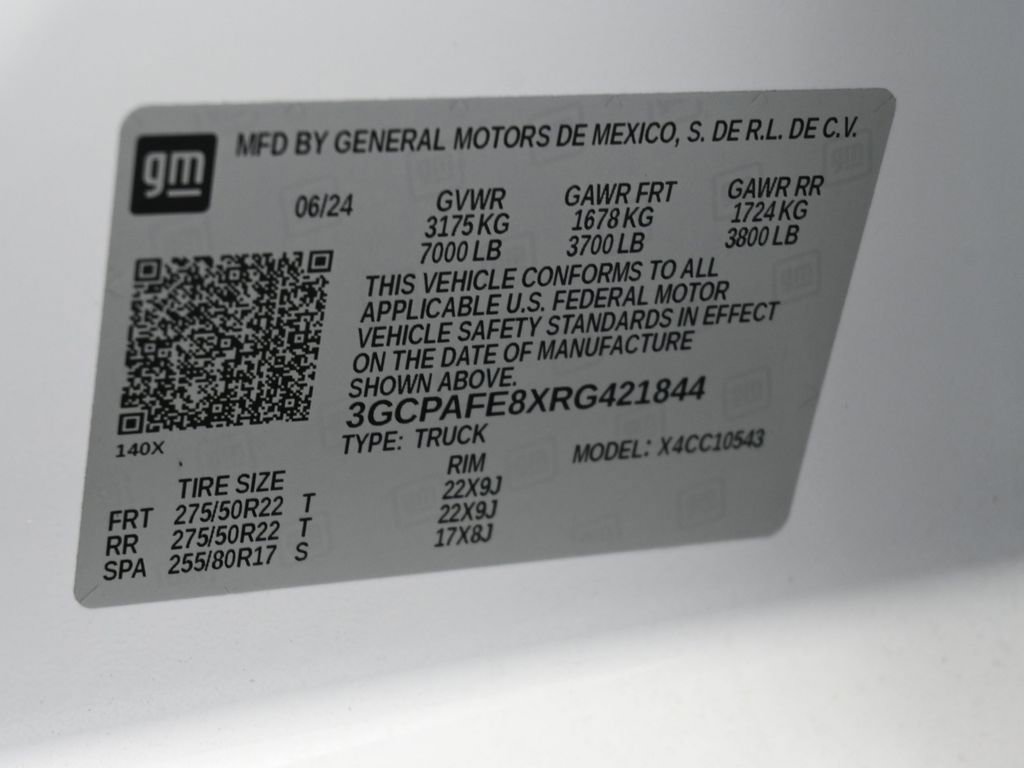 gm
MFD BY GENERAL MOTORS DE MEXICO, S. DE R.L. DE C.V.
06/24 GVWR GAWR FRT GAWR RR
3175 KG 1678 KG 1724 KG
7000 LB 3700 LB 3800 LB
THIS VEHICLE CONFORMS TO ALL
APPLICABLE U.S. FEDERAL MOTOR
VEHICLE SAFETY STANDARDS IN EFFECT
ON THE DATE OF MANUFACTURE
SHOWN ABOVE.
3GCPAFE8XRG421844
140X
TYPE: TRUCK MODEL: X4CC10543
TIRE SIZE RIM
FRT 275/50R22 T 22X9J
RR 275/50R22 T 22X9J
SPA 255/80R17 S 17X8J